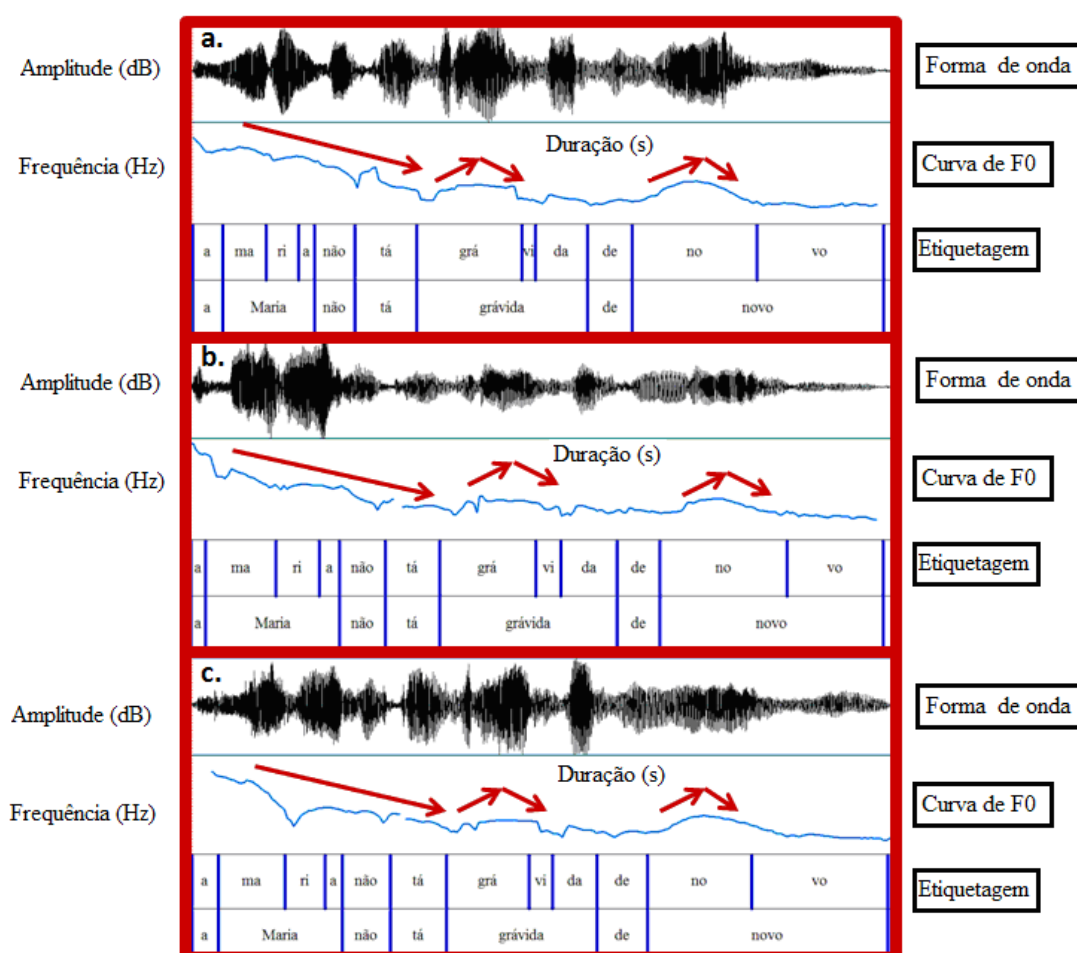 a.
Amplitude (dB)
Forma de onda
Duração (s)
Frequência (Hz)
Curva de F0
a ma ri a não tá grá vi da de no vo
Etiquetagem
a Maria não tá grávida de novo
b.
Amplitude (dB)
Forma de onda
Duração (s)
Frequência (Hz)
Curva de F0
a ma ri a não tá grá vi da de no vo
Etiquetagem
a Maria não tá grávida de novo
c.
Amplitude (dB)
Forma de onda
Duração (s)
Frequência (Hz)
Curva de F0
a ma ri a não tá grá vi da de no vo
Etiquetagem
a Maria não tá grávida de novo